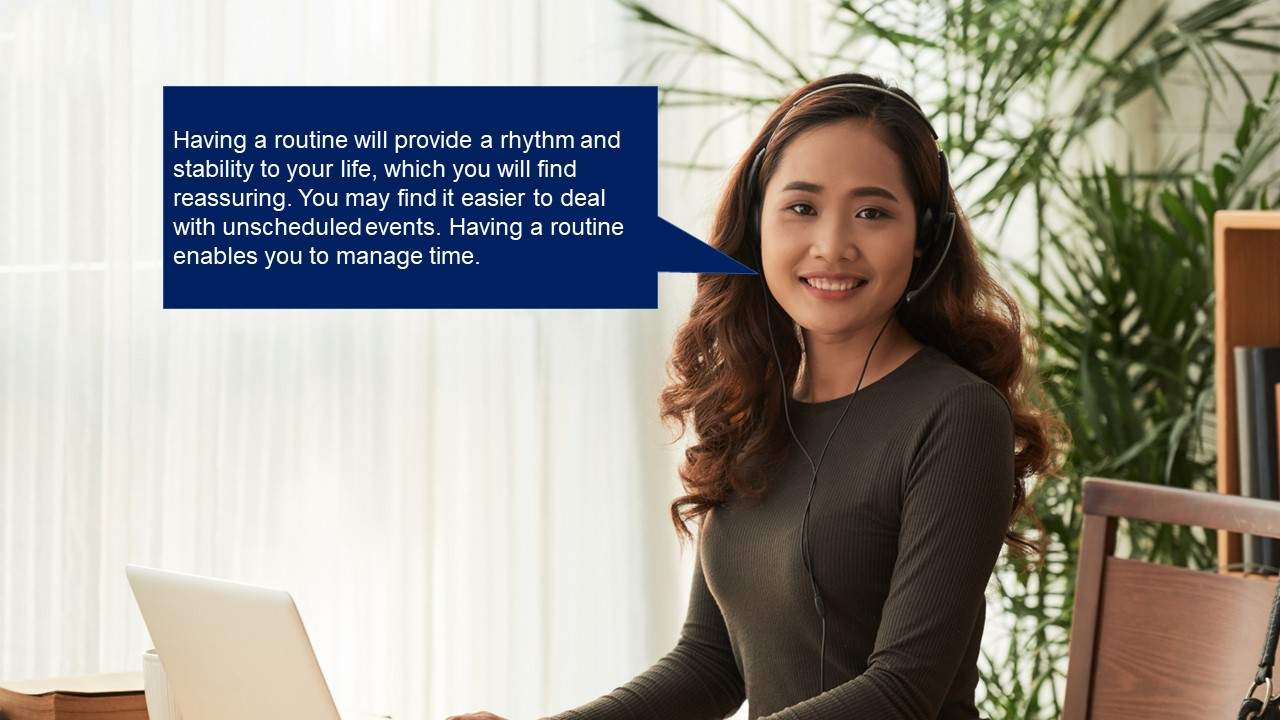 Having a routine will provide a rhythm and
stability to your life, which you will find
reassuring. You may find it easier to deal
with unscheduled events. Having a routine
enables you to manage time.